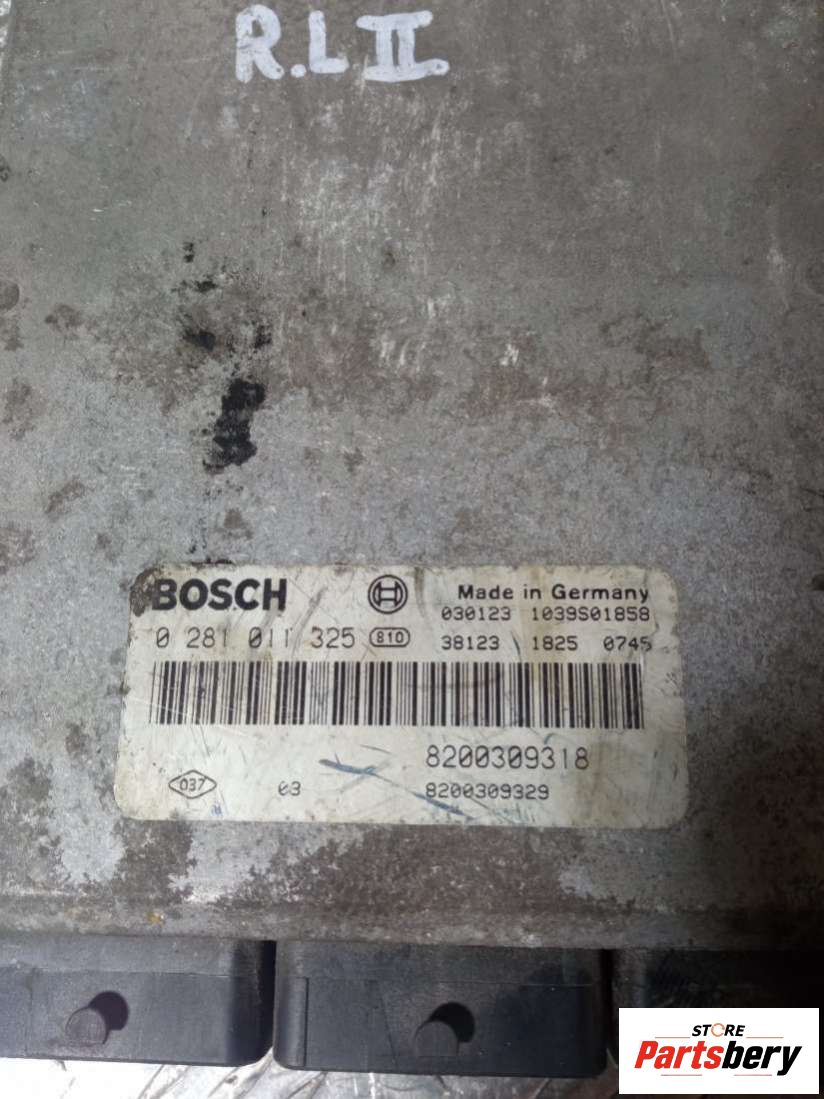 R.L II.
BOSCH Made in Germany
030123 1039S01858
0 281 011 325 810 38123 1825 0745
8200309318
037 03 8200309329
STORE
Partsbery